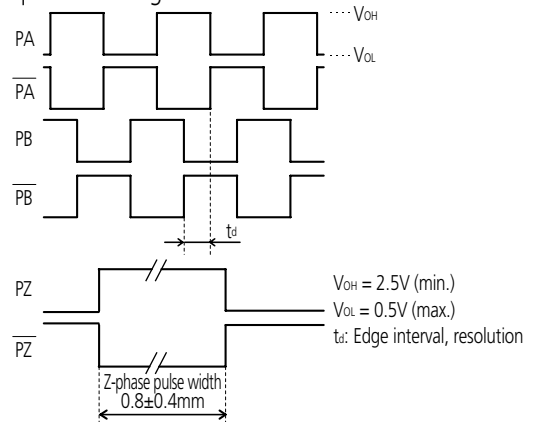 VOH
PA
VOL
PA
PB
PB
td
PZ
VOH = 2.5V (min.)
VOL = 0.5V (max.)
td: Edge interval, resolution
PZ
Z-phase pulse width
0.8±0.4mm